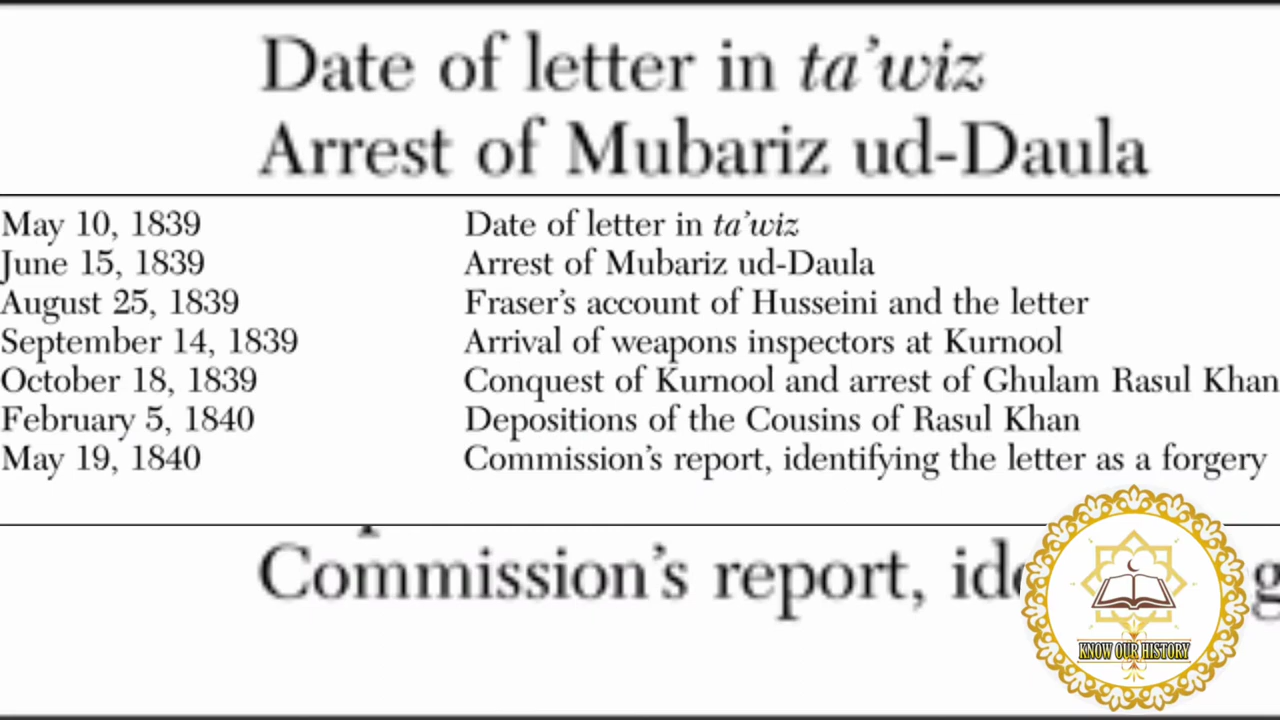 Date of letter in ta'wiz
Arrest of Mubariz ud-Daula
May 10, 1839 Date of letter in ta'wiz
June 15, 1839 Arrest of Mubariz ud-Daula
August 25, 1839 Fraser's account of Husseini and the letter
September 14, 1839 Arrival of weapons inspectors at Kurnool
October 18, 1839 Conquest of Kurnool and arrest of Ghulam Rasul Khan
February 5, 1840 Depositions of the Cousins of Rasul Khan
May 19, 1840 Commission's report, identifying the letter as a forgery
Commission's report,
KNOW OUR HISTORY